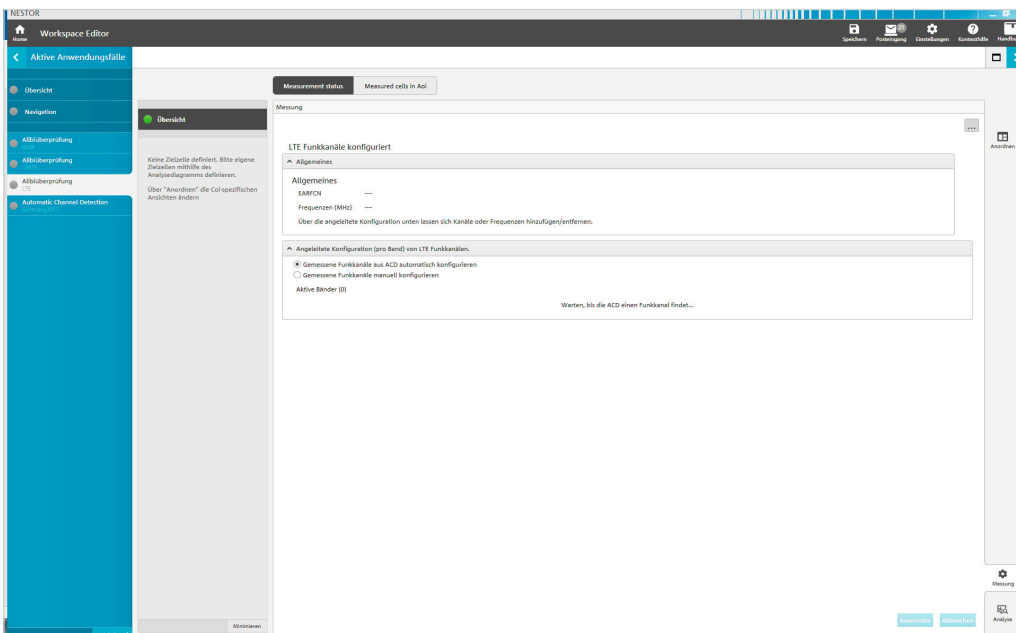 NESTOR
Home
Workspace Editor
Speichern
21
Posteingang
Einstellungen
Kontexthilfe
Aktive Anwendungsfälle
Übersicht
Navigation
Alibiüberprüfung
GSM
Alibiüberprüfung
UMTS
Alibiüberprüfung
LTE
Automatic Channel Detection
Germany2017
Übersicht
Keine Zielzelle definiert. Bitte eigene
Zielzellen mithilfe des
Analysediagramms definieren.
Über "Anordnen" die CoI-spezifischen
Ansichten ändern
Minimieren
Measurement status
Measured cells in AoI
Messung
...
LTE Funkkanäle konfiguriert
Allgemeines
Allgemeines
EARFCN —
Frequenzen (MHz) —
Über die angeleitete Konfiguration unten lassen sich Kanäle oder Frequenzen hinzufügen/entfernen.
Angeleitete Konfiguration (pro Band) von LTE Funkkanälen.
Gemessene Funkkanäle aus ACD automatisch konfigurieren
Gemessene Funkkanäle manuell konfigurieren
Aktive Bänder (0)
Warten, bis die ACD einen Funkkanal findet...
Anwenden
Abbrechen
Anordnen
Messung
Analyse